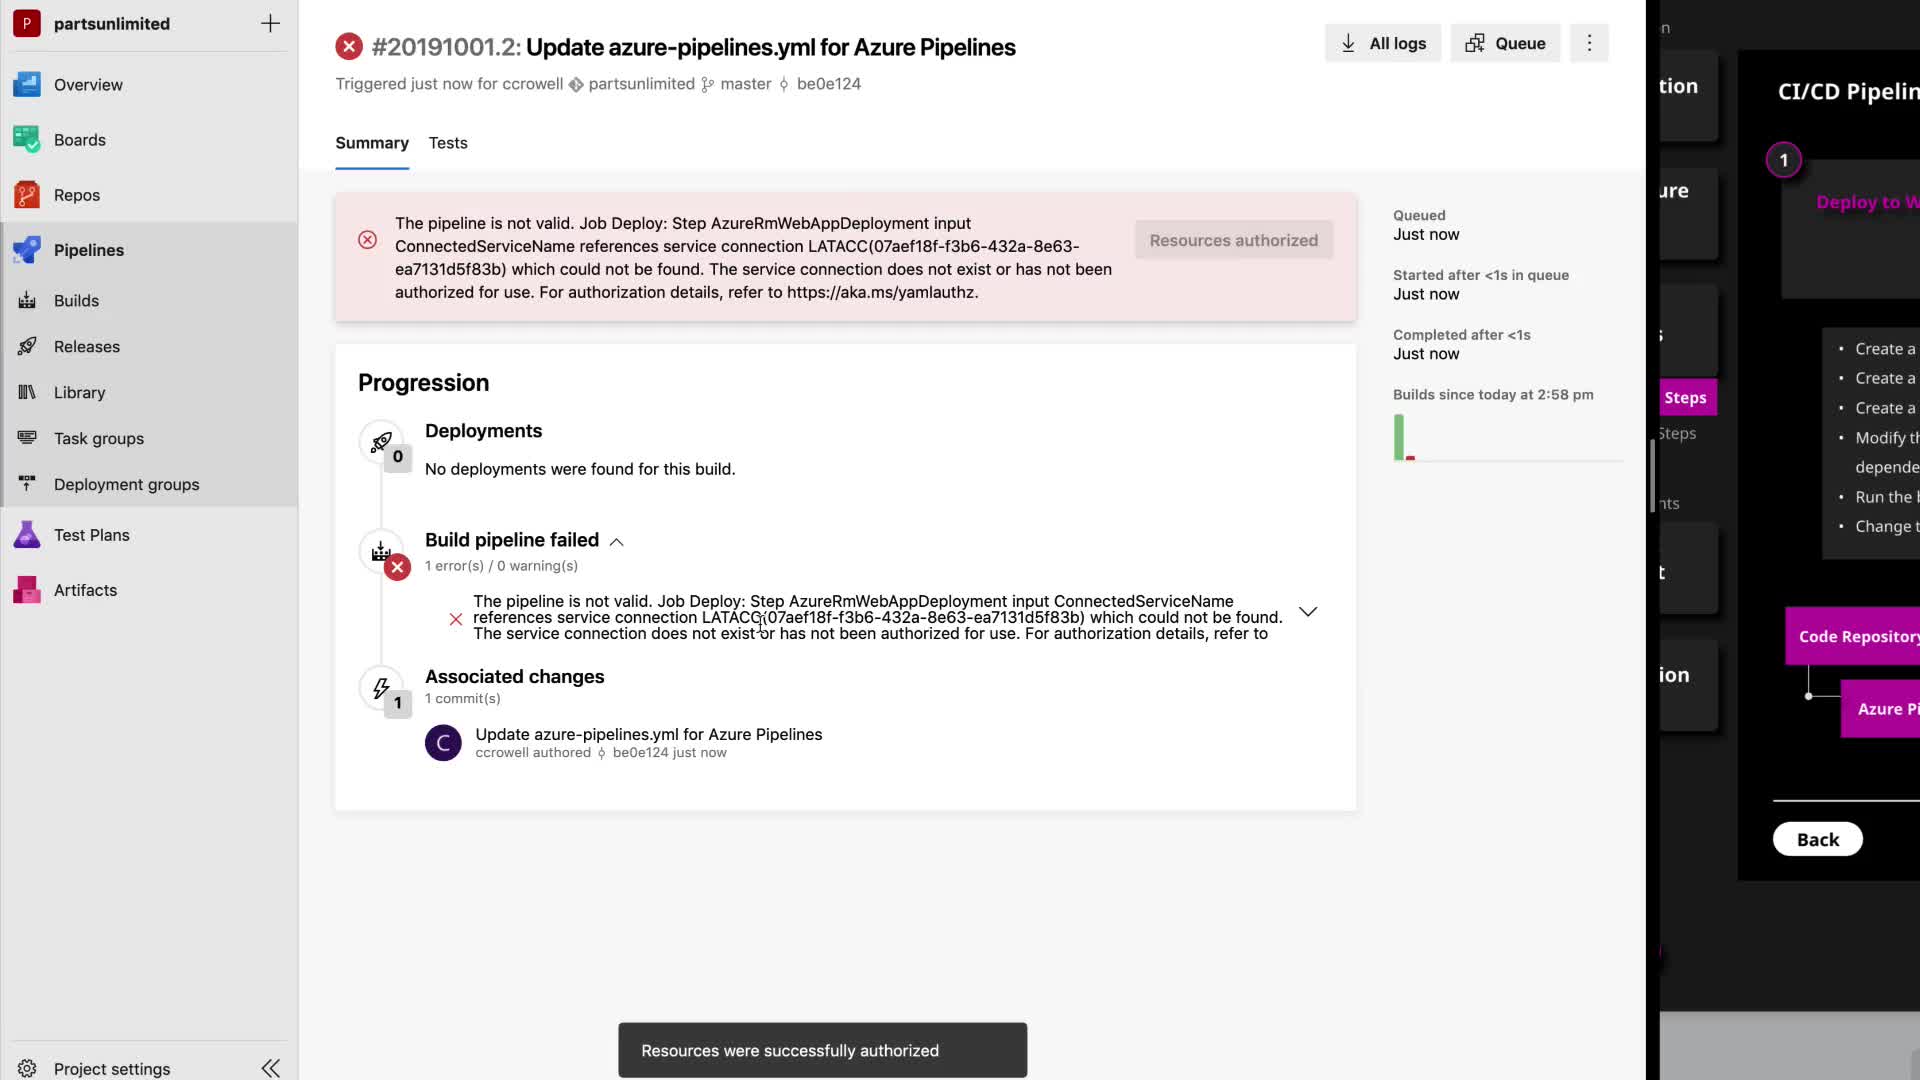 P partsunlimited
Overview
Boards
Repos
Pipelines
Builds
Releases
Library
Task groups
Deployment groups
Test Plans
Artifacts
Project settings
#20191001.2: Update azure-pipelines.yml for Azure Pipelines
Triggered just now for ccrowell partsunlimited master be0e124
All logs
Queue
Summary Tests
The pipeline is not valid. Job Deploy: Step AzureRmWebAppDeployment input
ConnectedServiceName references service connection LATACC(07aef18f-f3b6-432a-8e63-
ea7131d5f83b) which could not be found. The service connection does not exist or has not been
authorized for use. For authorization details, refer to https://aka.ms/yamlauthz.
Resources authorized
Queued
Just now
Started after <1s in queue
Just now
Completed after <1s
Just now
Builds since today at 2:58 pm
Progression
0
Deployments
No deployments were found for this build.
Build pipeline failed
1 error(s) / 0 warning(s)
The pipeline is not valid. Job Deploy: Step AzureRmWebAppDeployment input ConnectedServiceName
references service connection LATACC(07aef18f-f3b6-432a-8e63-ea7131d5f83b) which could not be found.
The service connection does not exist or has not been authorized for use. For authorization details, refer to
1
Associated changes
1 commit(s)
C
Update azure-pipelines.yml for Azure Pipelines
ccrowell authored be0e124 just now
Resources were successfully authorized
tion
ure
Steps
Steps
nts
t
ion
CI/CD Pipelin
1
Deploy to W
• Create a
• Create a
• Create a
• Modify th
depende
• Run the b
• Change t
Code Repository
Azure Pi
Back